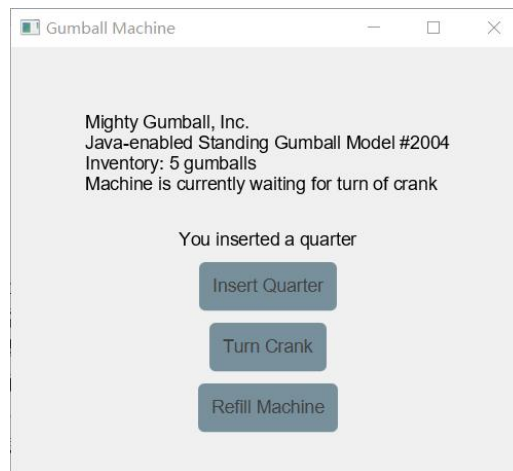 Gumball Machine
Mighty Gumball, Inc.
Java-enabled Standing Gumball Model #2004
Inventory: 5 gumballs
Machine is currently waiting for turn of crank
You inserted a quarter
Insert Quarter
Turn Crank
Refill Machine